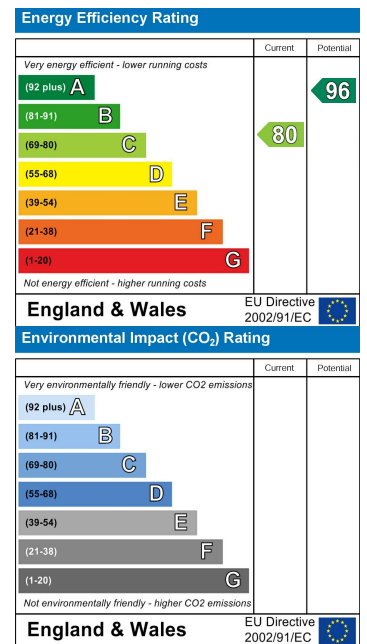 Energy Efficiency Rating
Current Potential
Very energy efficient - lower running costs
(92 plus) A
96
(81-91) B
(69-80) C
80
(55-68) D
(39-54) E
(21-38) F
(1-20) G
Not energy efficient - higher running costs
England & Wales
EU Directive
2002/91/EC
Environmental Impact (CO₂) Rating
Current Potential
Very environmentally friendly - lower CO2 emissions
(92 plus) A
(81-91) B
(69-80) C
(55-68) D
(39-54) E
(21-38) F
(1-20) G
Not environmentally friendly - higher CO2 emissions
England & Wales
EU Directive
2002/91/EC